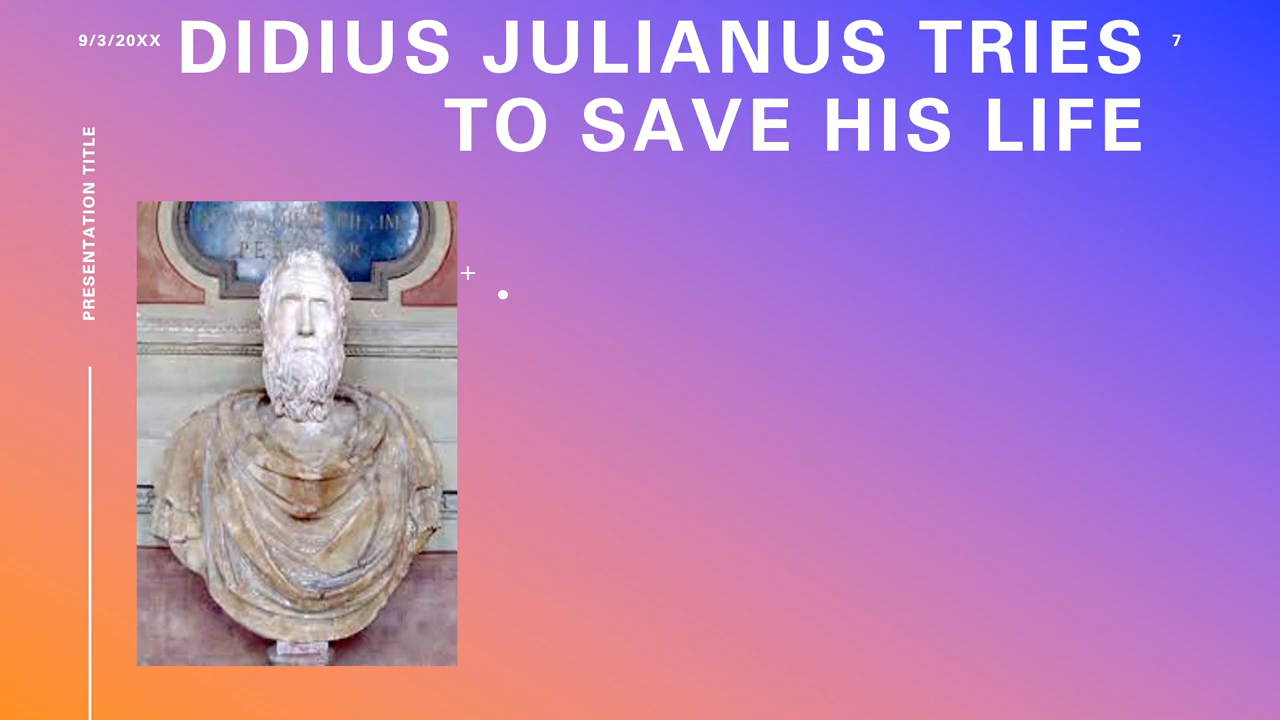 9/3/20XX
DIDIUS JULIANUS TRIES
TO SAVE HIS LIFE
7
PRESENTATION TITLE